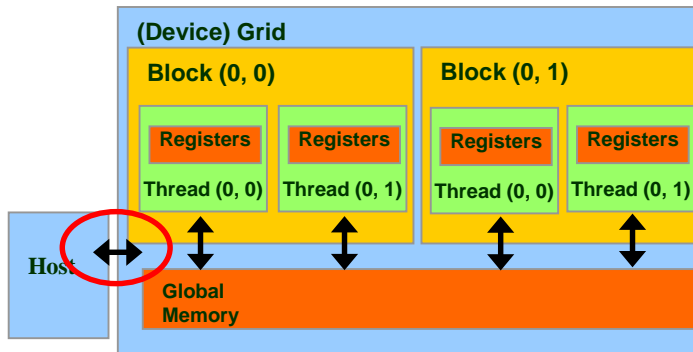 (Device) Grid
Block (0, 0)
Block (0, 1)
Registers
Registers
Registers
Registers
Thread (0, 0)
Thread (0, 1)
Thread (0, 0)
Thread (0, 1)
Host
Global
Memory